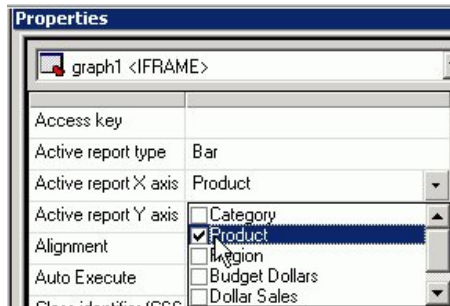 Properties
graph1 <IFRAME>
Access key
Active report type Bar
Active report X axis Product
Active report Y axis Category
Product
Alignment Region
Auto Execute Budget Dollars
Dollar Sales